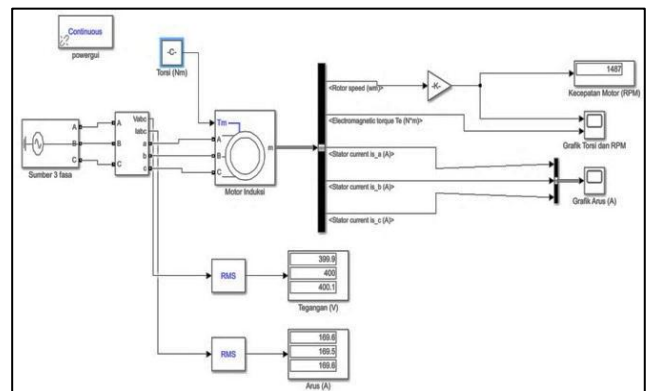 Continuous
powergui
-C-
Torsi (Nm)
A
B
C
Sumber 3 fasa
A
B
C
Vabc
Iabc
a
b
c
Tm
A
B
C
m
Motor Induksi
<Rotor speed (wm)>
-K-
1487
Kecepatan Motor (RPM)
<Electromagnetic torque Te (N*m)>
Grafik Torsi dan RPM
<Stator current is_a (A)>
<Stator current is_b (A)>
<Stator current is_c (A)>
Grafik Arus (A)
RMS
399.9
400
400.1
Tegangan (V)
RMS
169.6
169.5
169.6
Arus (A)